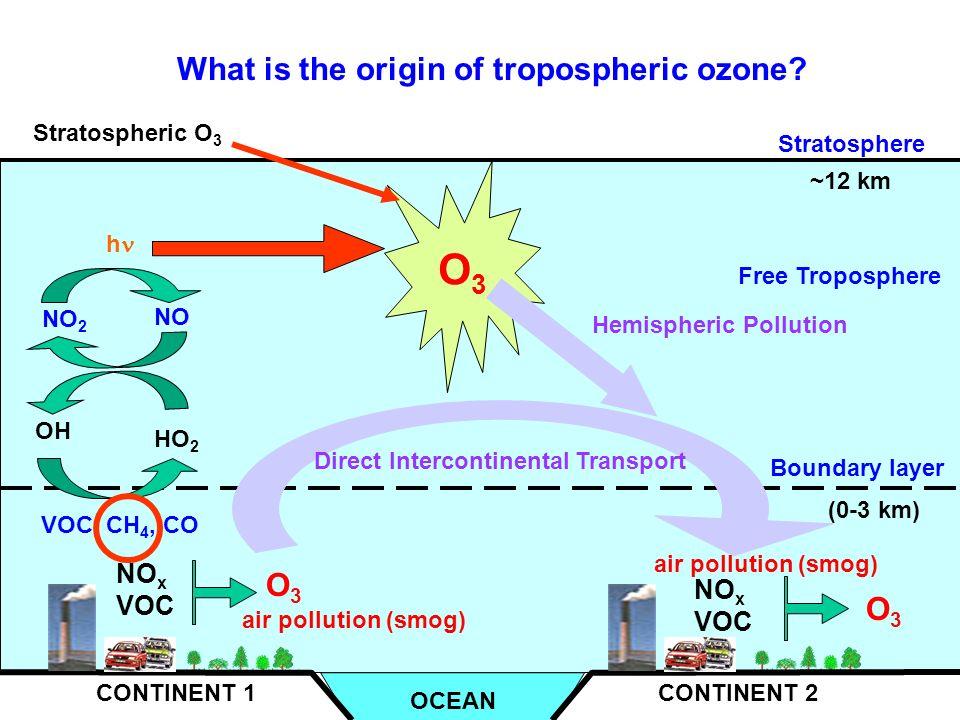 What is the origin of tropospheric ozone?
Stratospheric O3
Stratosphere
~12 km
hν
O3
Free Troposphere
NO2
NO
Hemispheric Pollution
OH
HO2
Direct Intercontinental Transport
Boundary layer
(0-3 km)
VOC, CH4, CO
NOx
VOC
O3
air pollution (smog)
air pollution (smog)
NOx
VOC
O3
CONTINENT 1
OCEAN
CONTINENT 2